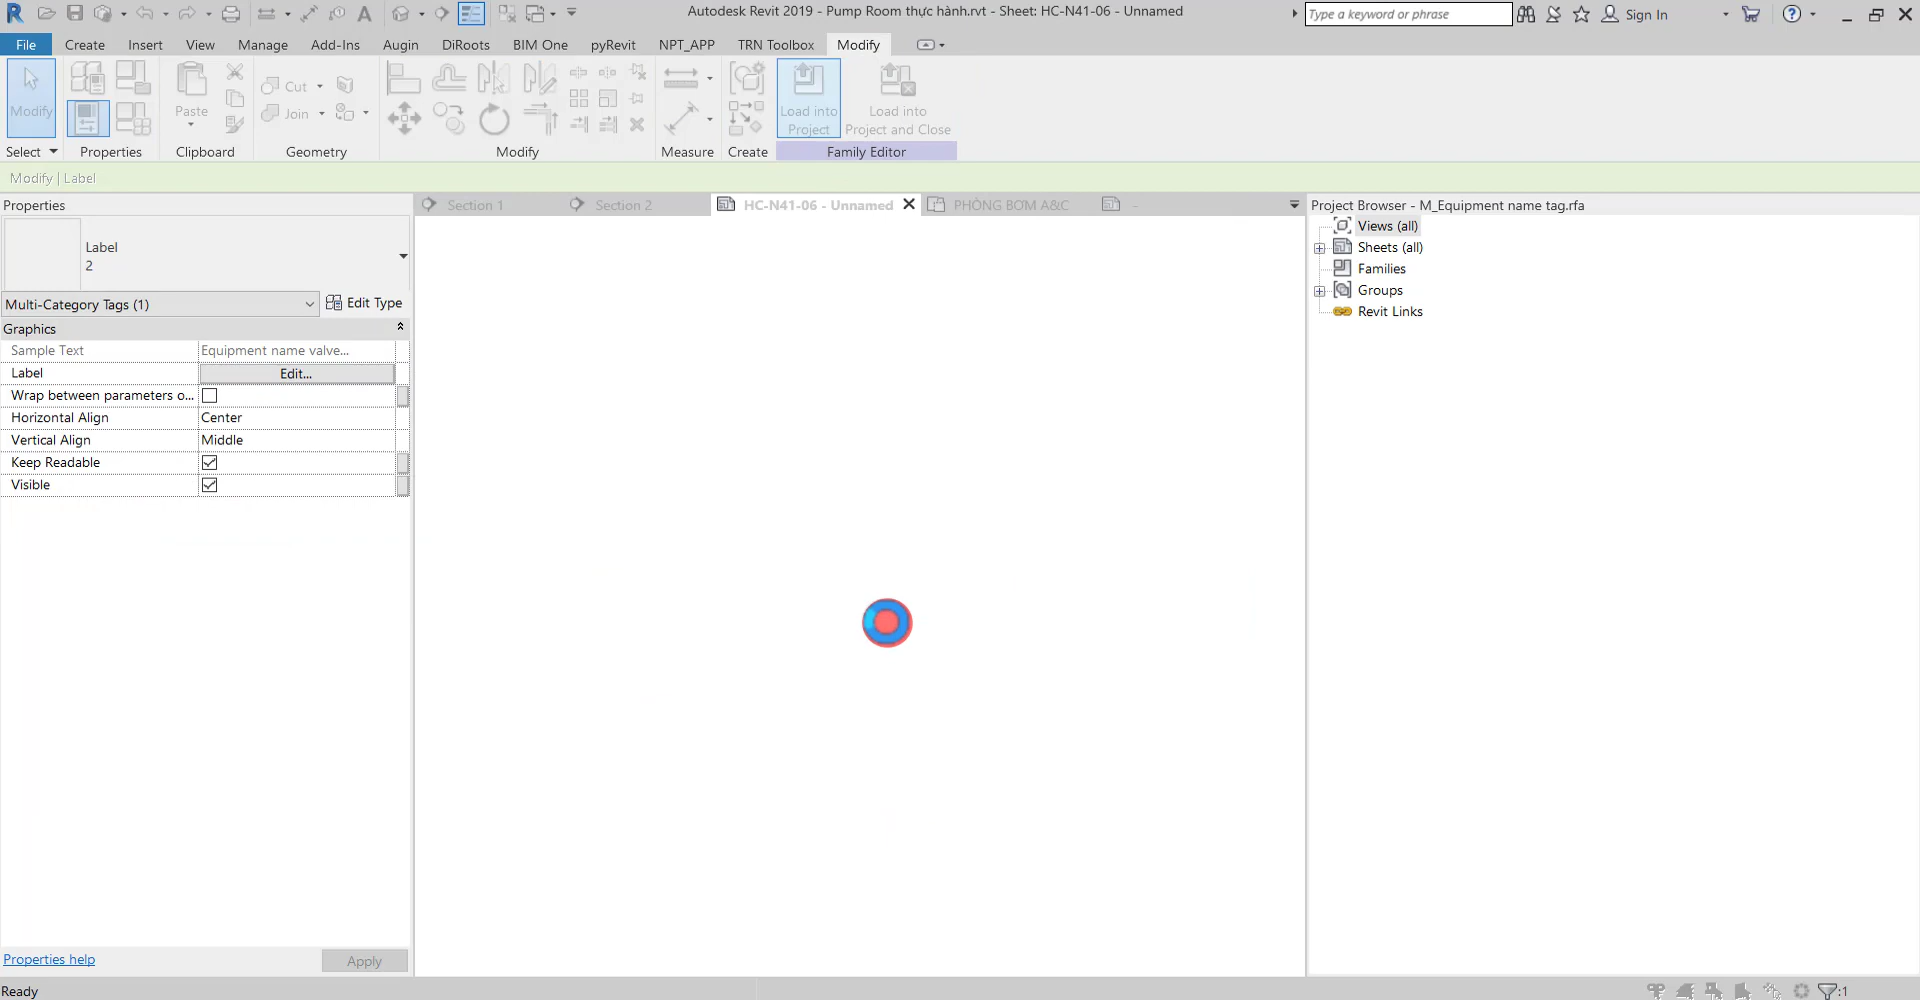 Autodesk Revit 2019 - Pump Room thực hành.rvt - Sheet: HC-N41-06 - Unnamed
Type a keyword or phrase
Sign In
File
Create
Insert
View
Manage
Add-Ins
Augin
DiRoots
BIM One
pyRevit
NPT_APP
TRN Toolbox
Modify
Modify
Paste
Cut
Join
Load into
Project
Load into
Project and Close
Select
Properties
Clipboard
Geometry
Modify
Measure
Create
Family Editor
Modify | Label
Properties
Section 1
Section 2
HC-N41-06 - Unnamed
PHÒNG BƠM A&C
-
Project Browser - M_Equipment name tag.rfa
Label
2
Multi-Category Tags (1)
Edit Type
Graphics
Sample Text
Equipment name valve...
Label
Edit...
Wrap between parameters o...
Horizontal Align
Center
Vertical Align
Middle
Keep Readable
Visible
Views (all)
Sheets (all)
Families
Groups
Revit Links
Properties help
Apply
Ready
:1